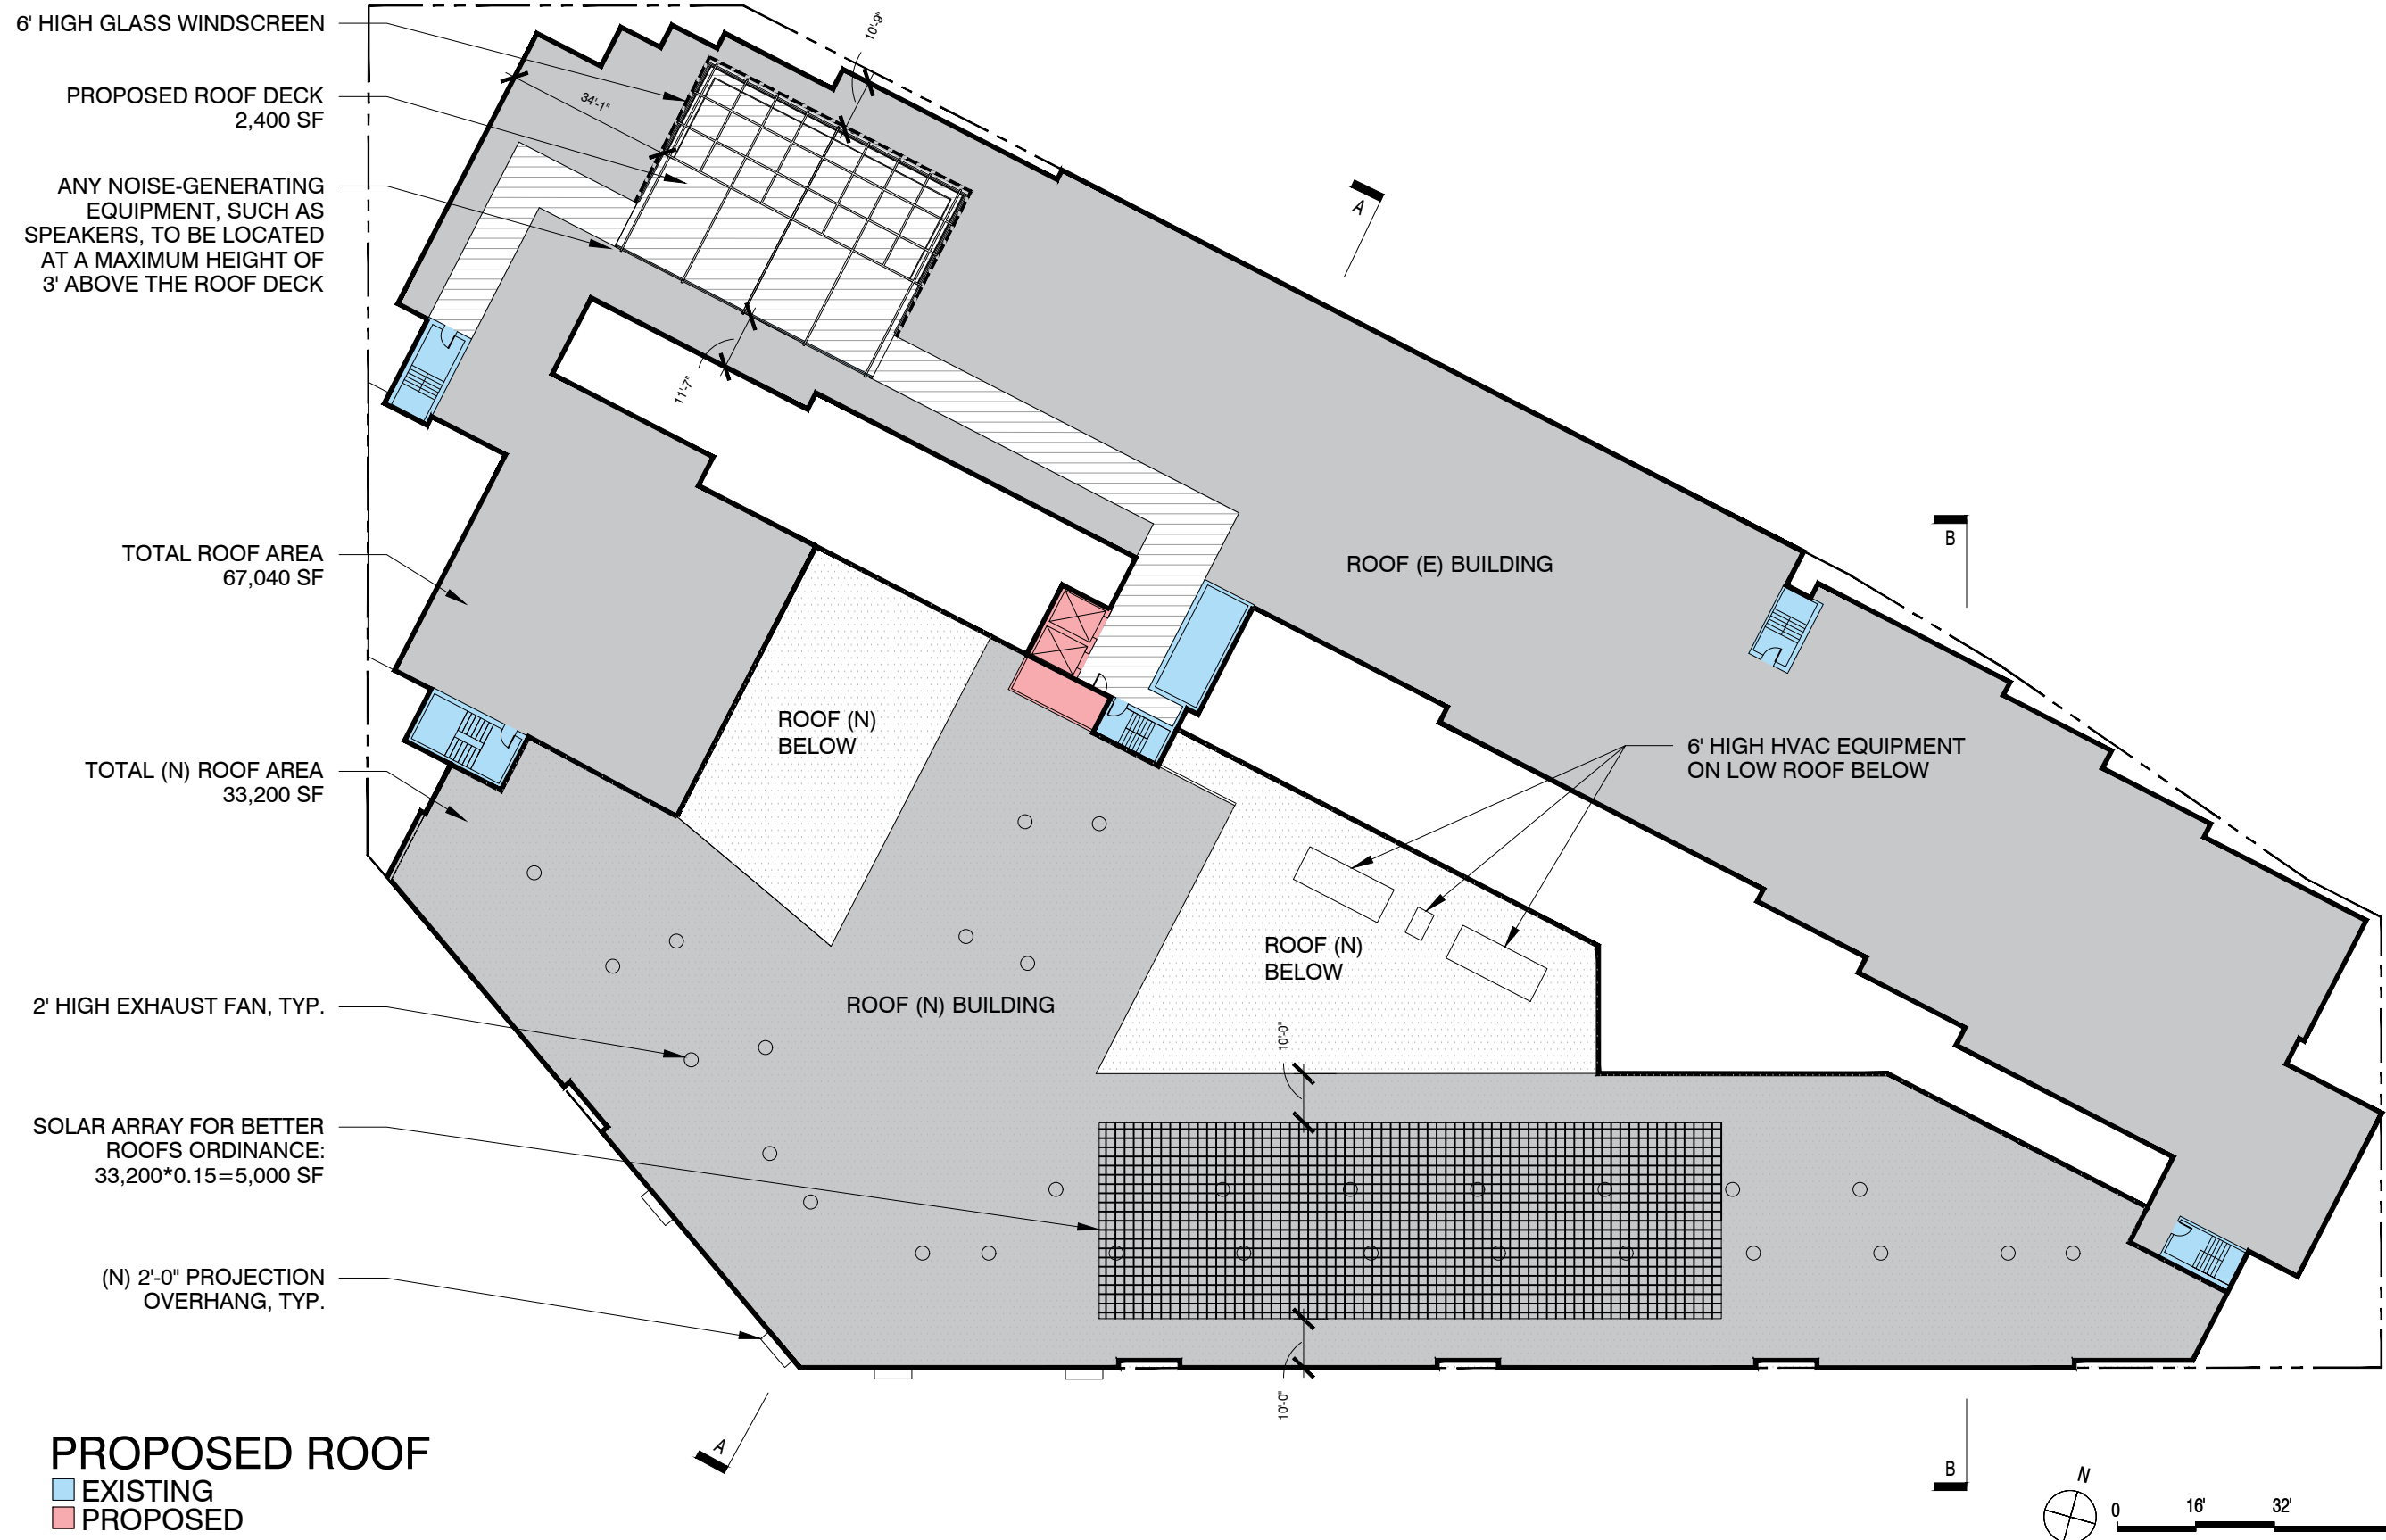 6' HIGH GLASS WINDSCREEN
10'-9"
34'-1"
PROPOSED ROOF DECK
2,400 SF
ANY NOISE-GENERATING
EQUIPMENT, SUCH AS
SPEAKERS, TO BE LOCATED
AT A MAXIMUM HEIGHT OF
3' ABOVE THE ROOF DECK
A
11'-7"
B
TOTAL ROOF AREA
67,040 SF
ROOF (E) BUILDING
ROOF (N)
BELOW
6' HIGH HVAC EQUIPMENT
ON LOW ROOF BELOW
TOTAL (N) ROOF AREA
33,200 SF
ROOF (N)
BELOW
2' HIGH EXHAUST FAN, TYP.
ROOF (N) BUILDING
10'-0"
SOLAR ARRAY FOR BETTER
ROOFS ORDINANCE:
33,200*0.15=5,000 SF
(N) 2'-0" PROJECTION
OVERHANG, TYP.
10'-0"
A
B
PROPOSED ROOF
EXISTING
PROPOSED
N
0 16' 32'